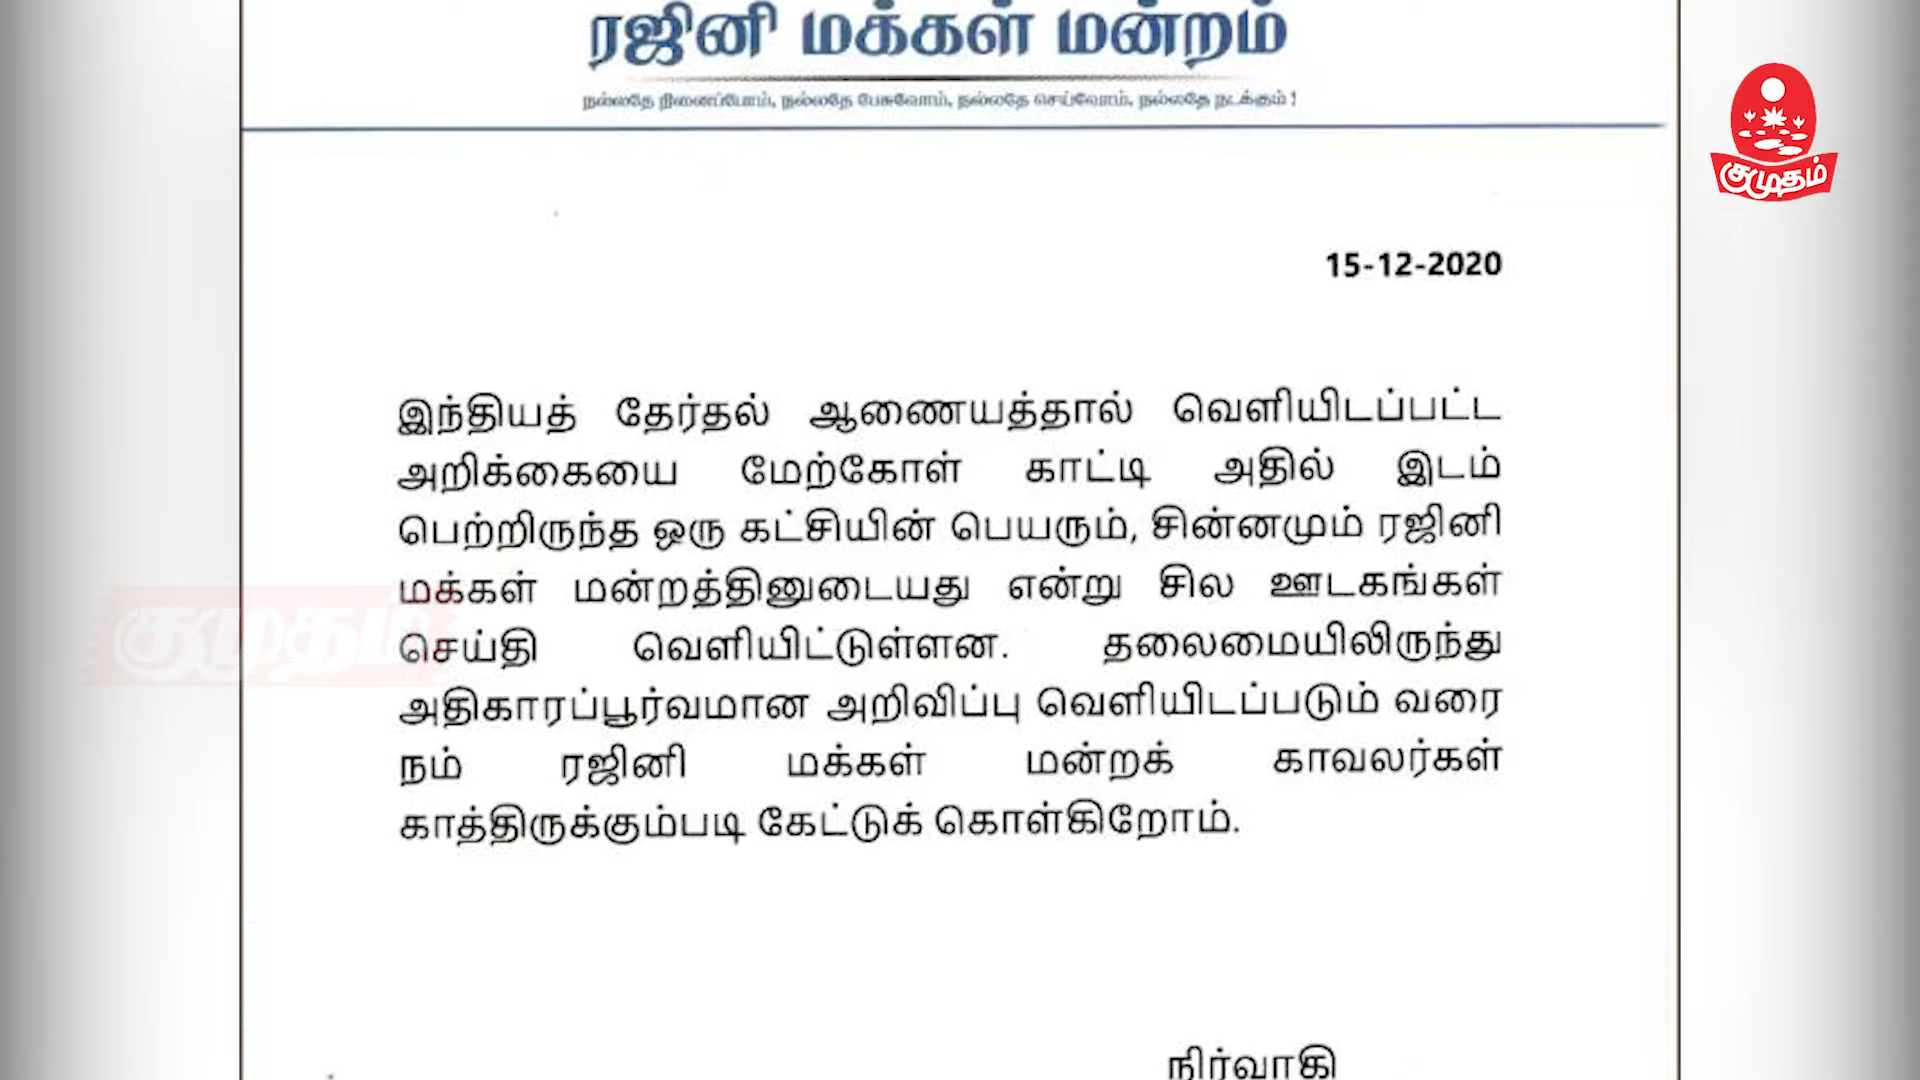 ரஜினி மக்கள் மன்றம்
நல்லதே நினைப்போம், நல்லதே பேசுவோம், நல்லதே செய்வோம், நல்லதே நடக்கும் !
குமுதம்
15-12-2020
இந்தியத் தேர்தல் ஆணையத்தால் வெளியிடப்பட்ட
அறிக்கையை மேற்கோள் காட்டி அதில் இடம்
பெற்றிருந்த ஒரு கட்சியின் பெயரும், சின்னமும் ரஜினி
மக்கள் மன்றத்தினுடையது என்று சில ஊடகங்கள்
செய்தி வெளியிட்டுள்ளன. தலைமையிலிருந்து
அதிகாரப்பூர்வமான அறிவிப்பு வெளியிடப்படும் வரை
நம் ரஜினி மக்கள் மன்றக் காவலர்கள்
காத்திருக்கும்படி கேட்டுக் கொள்கிறோம்.
குமுதம்
நிர்வாகி